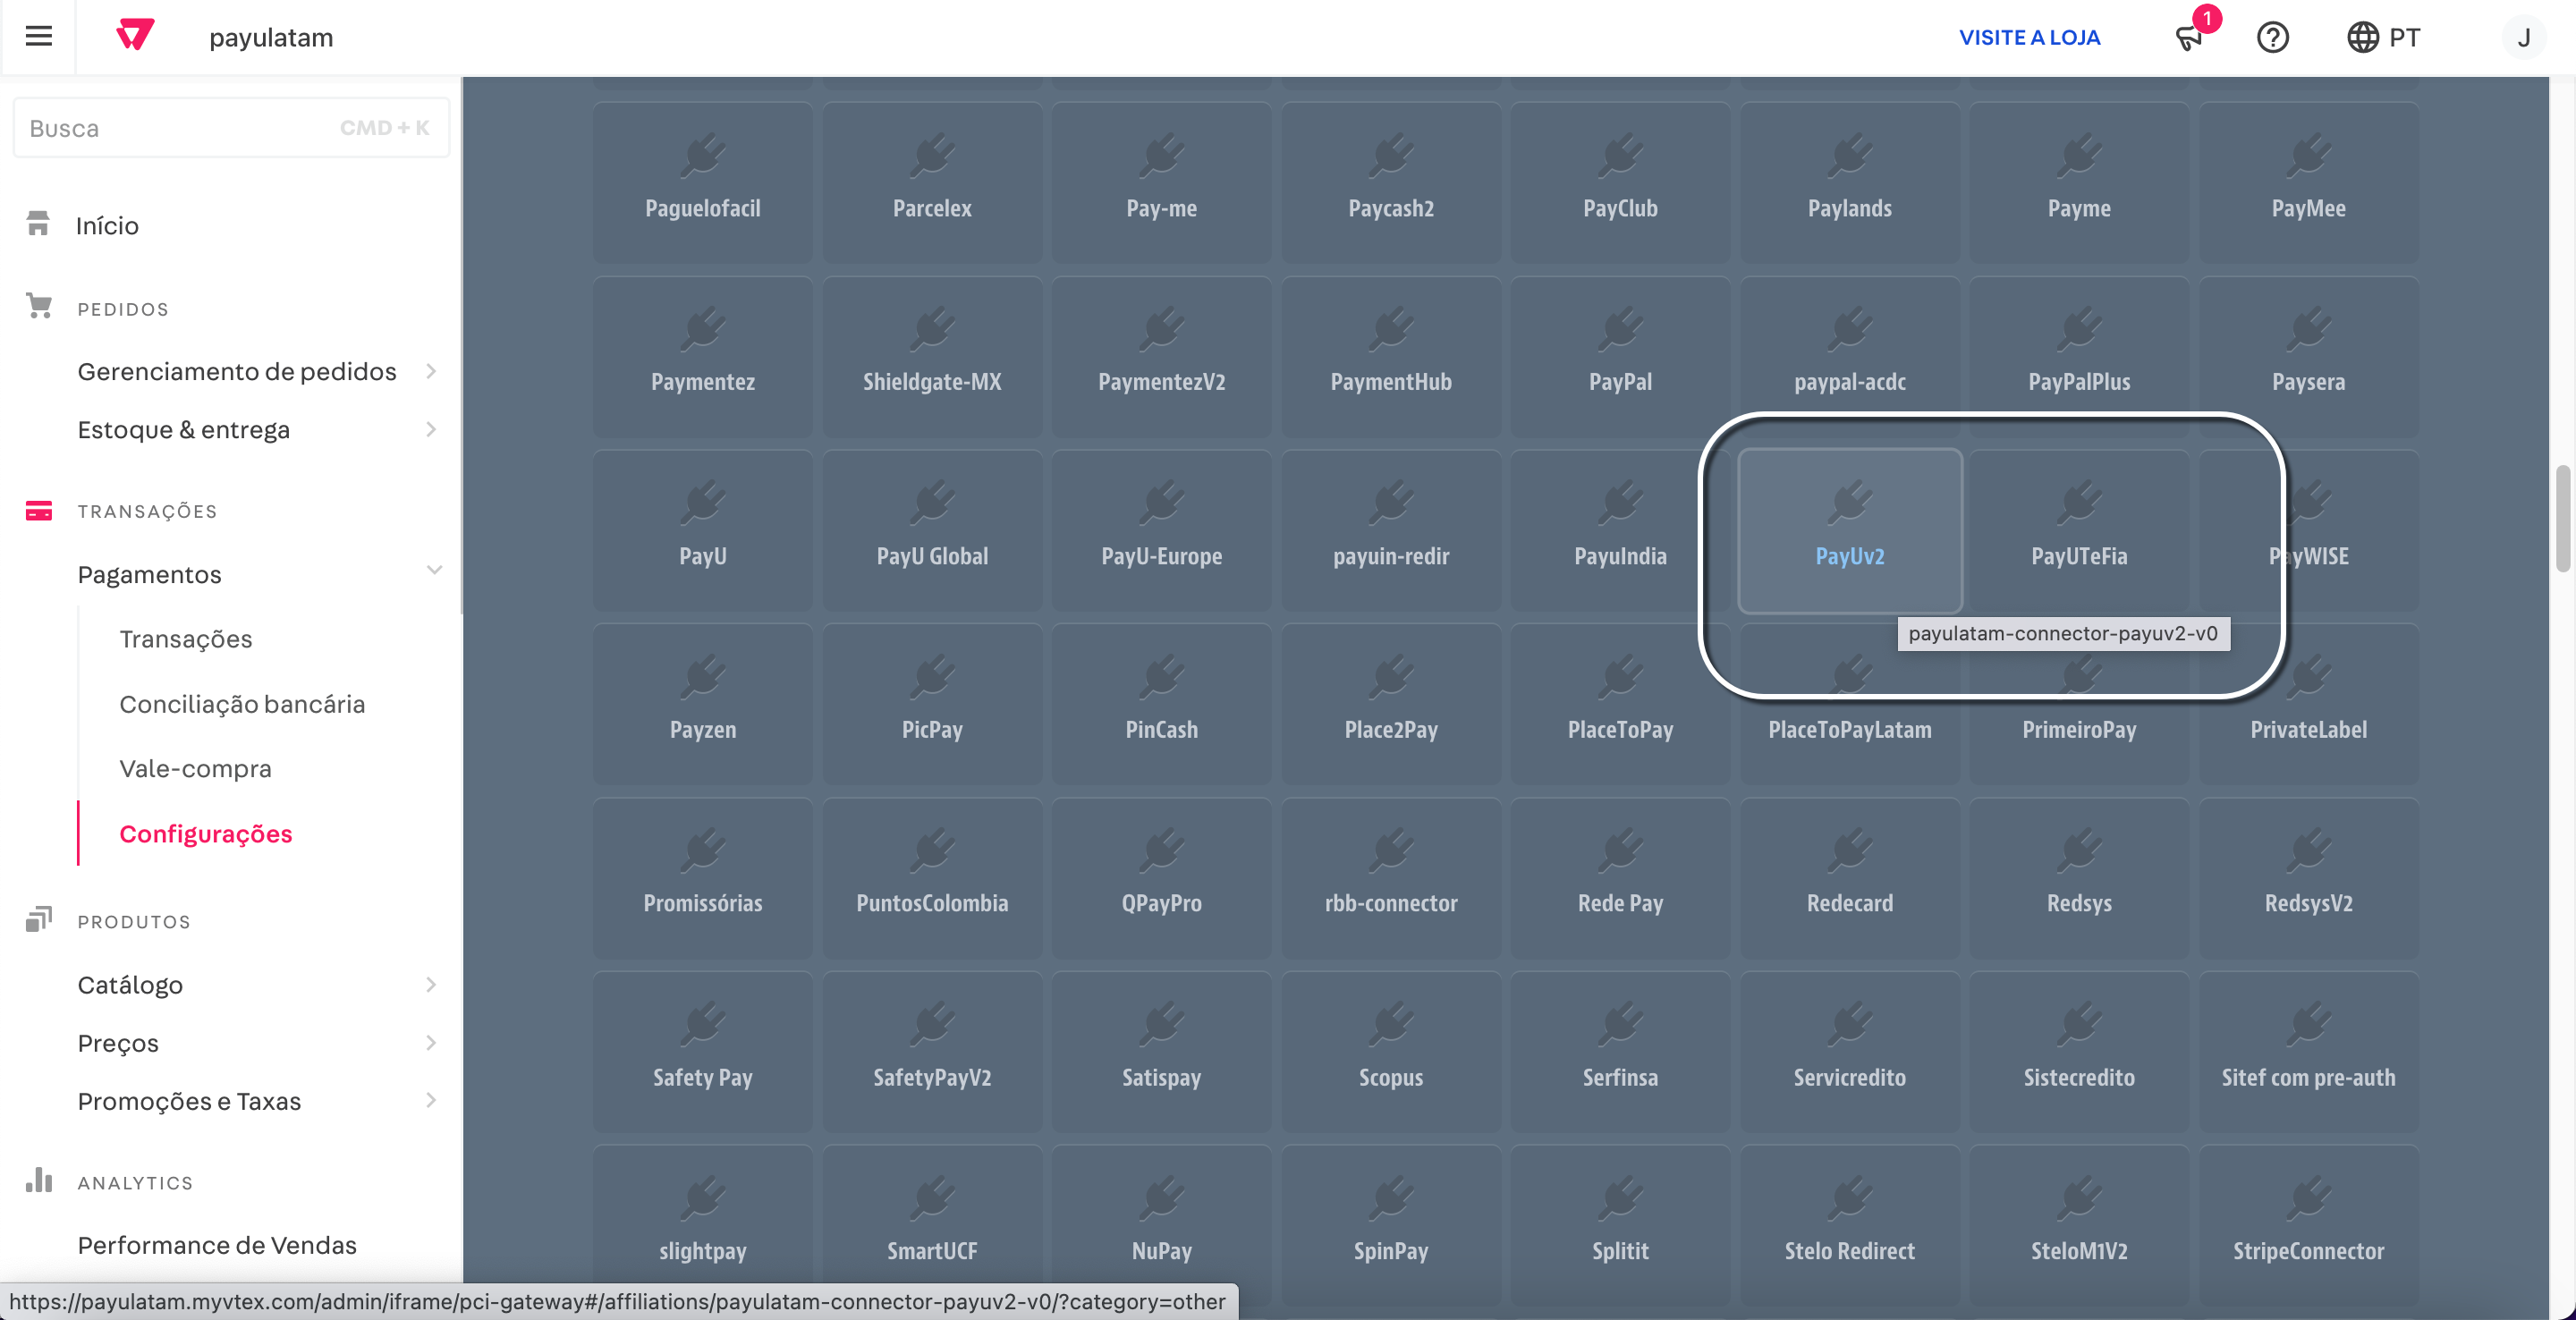 payulatam
VISITE A LOJA
1
PT
J
Busca
CMD + K
Início
PEDIDOS
Gerenciamento de pedidos
Estoque & entrega
TRANSAÇÕES
Pagamentos
Transações
Conciliação bancária
Vale-compra
Configurações
PRODUTOS
Catálogo
Preços
Promoções e Taxas
ANALYTICS
Performance de Vendas
Paguelofacil Parcelex Pay-me Paycash2 PayClub Paylands Payme PayMee
Paymentez Shieldgate-MX PaymentezV2 PaymentHub PayPal paypal-acdc PayPalPlus Paysera
PayU PayU Global PayU-Europe payuin-redir PayuIndia PayUv2 PayUTeFia PayWISE
payulatam-connector-payuv2-v0
Payzen PicPay PinCash Place2Pay PlaceToPay PlaceToPayLatam PrimeiroPay PrivateLabel
Promissórias PuntosColombia QPayPro rbb-connector Rede Pay Redecard Redsys RedsysV2
Safety Pay SafetyPayV2 Satispay Scopus Serfinsa Servicredito Sistecredito Sitef com pre-auth
slightpay SmartUCF NuPay SpinPay Splitit Stelo Redirect SteloM1V2 StripeConnector
https://payulatam.myvtex.com/admin/iframe/pci-gateway#/affiliations/payulatam-connector-payuv2-v0/?category=other